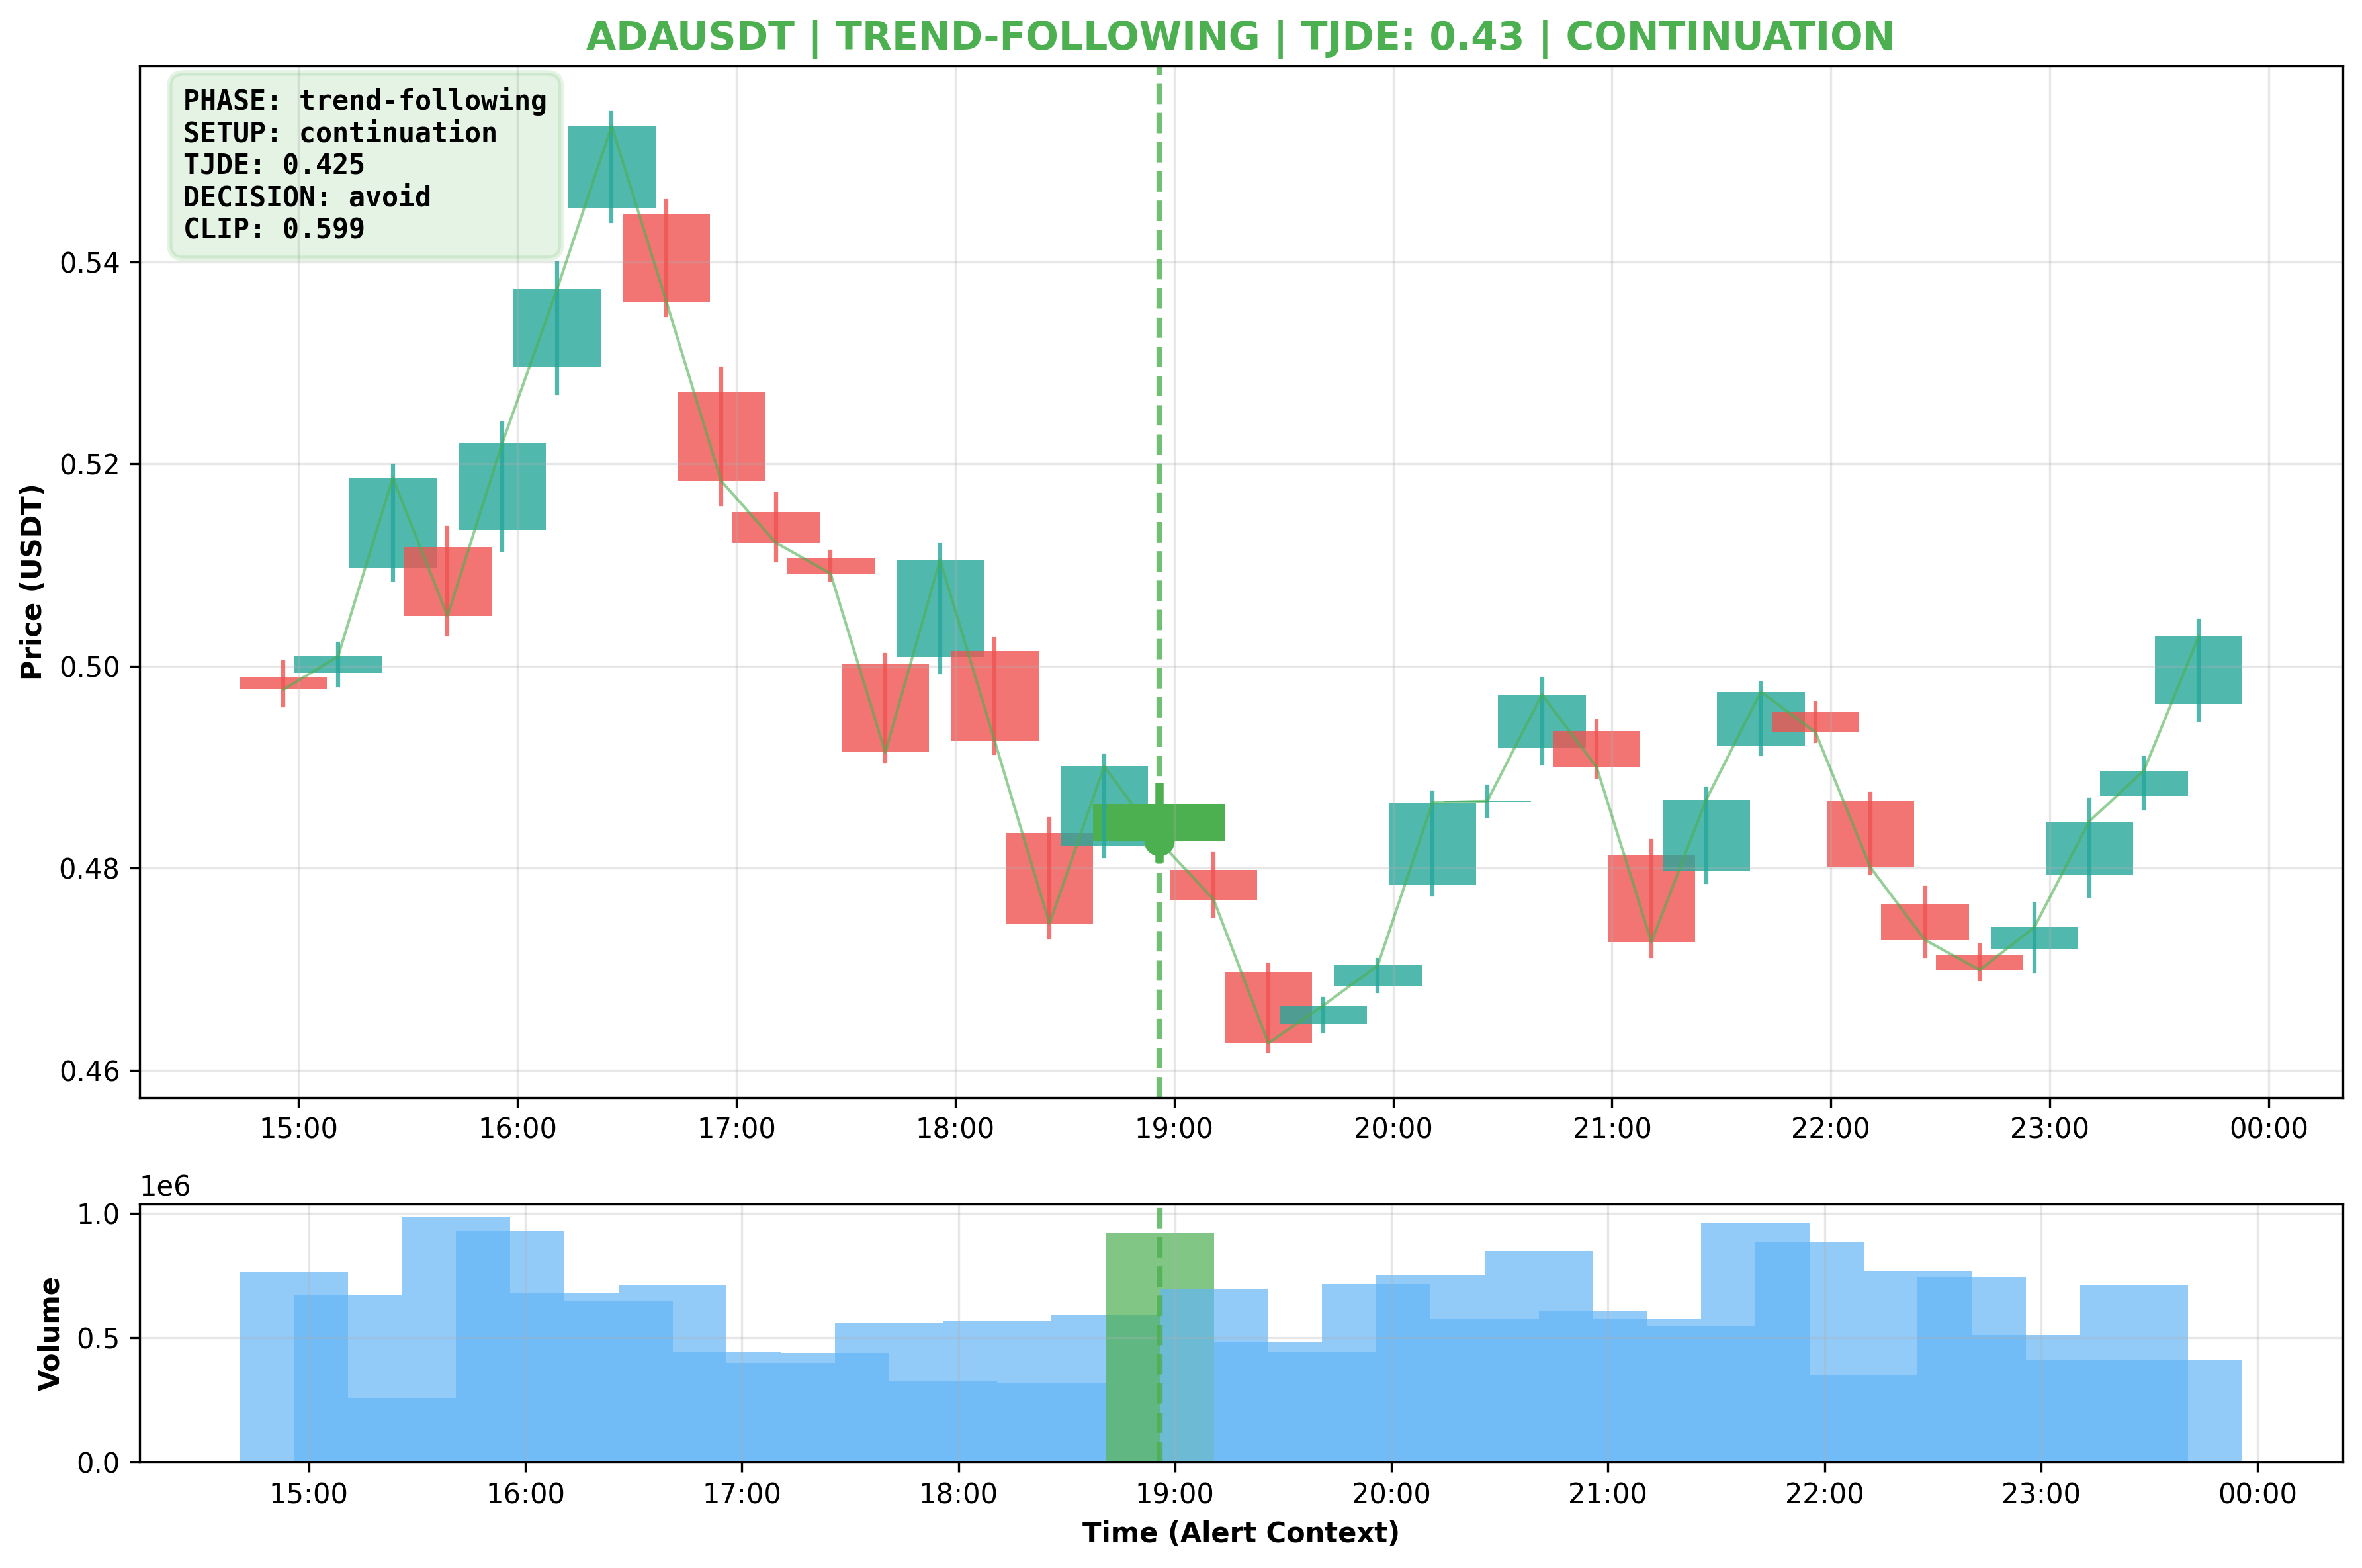 ADAUSDT | TREND-FOLLOWING | TJDE: 0.43 | CONTINUATION
PHASE: trend-following
SETUP: continuation
TJDE: 0.425
DECISION: avoid
CLIP: 0.599
Price (USDT)
0.54
0.52
0.50
0.48
0.46
15:00 16:00 17:00 18:00 19:00 20:00 21:00 22:00 23:00 00:00
1e6
Volume
1.0
0.5
0.0
15:00 16:00 17:00 18:00 19:00 20:00 21:00 22:00 23:00 00:00
Time (Alert Context)